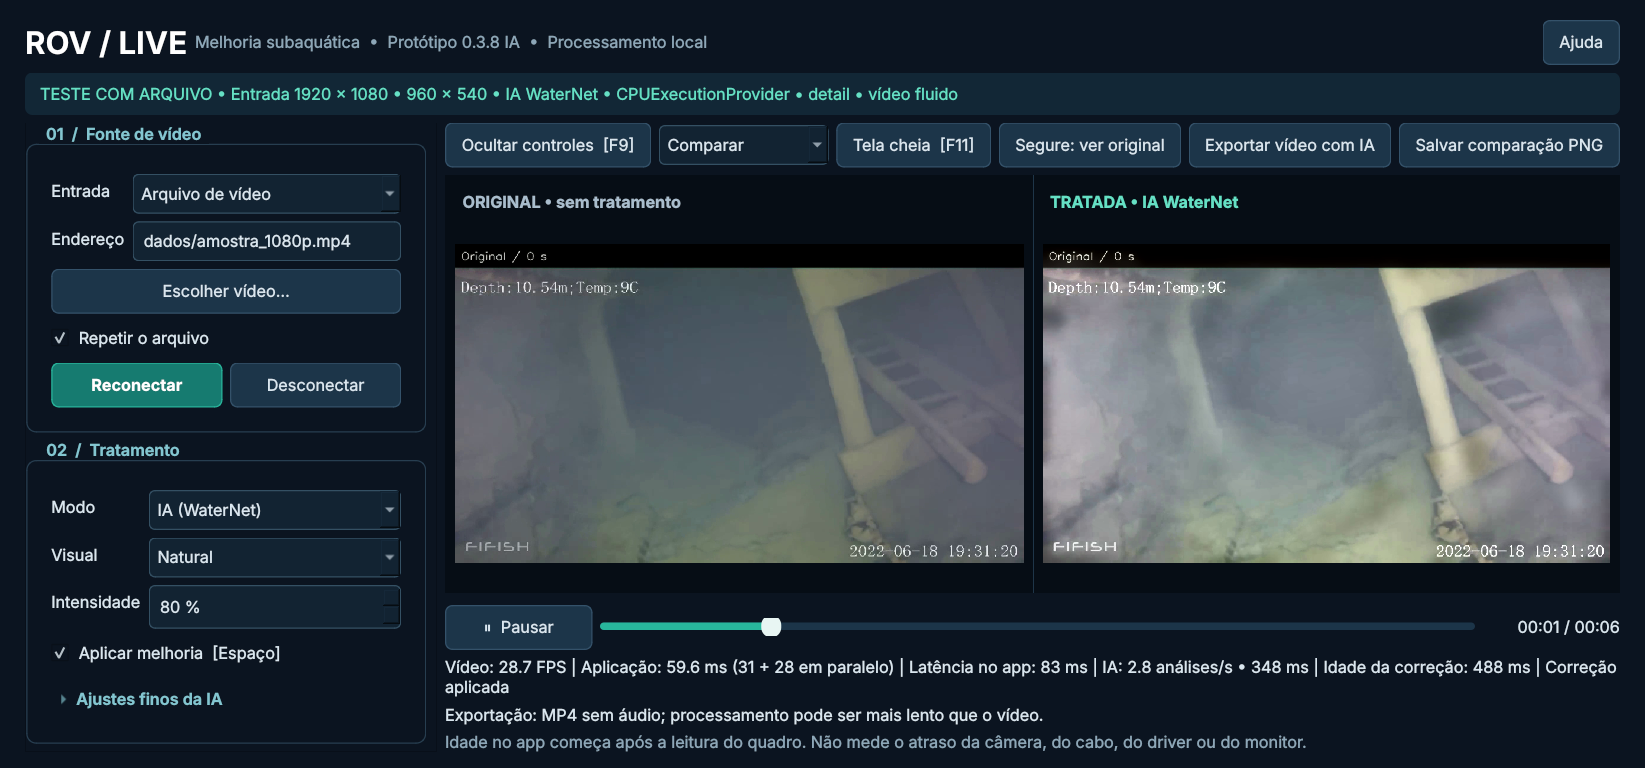 ROV / LIVE Melhoria subaquática • Protótipo 0.3.8 IA • Processamento local
Ajuda
TESTE COM ARQUIVO • Entrada 1920 × 1080 • 960 × 540 • IA WaterNet • CPUExecutionProvider • detail • vídeo fluido
01 / Fonte de vídeo
Entrada Arquivo de vídeo
Endereço dados/amostra_1080p.mp4
Escolher vídeo...
✓ Repetir o arquivo
Reconectar Desconectar
02 / Tratamento
Modo IA (WaterNet)
Visual Natural
Intensidade 80 %
✓ Aplicar melhoria [Espaço]
Ajustes finos da IA
Ocultar controles [F9] Comparar Tela cheia [F11] Segure: ver original Exportar vídeo com IA Salvar comparação PNG
ORIGINAL • sem tratamento
Original / 0 s
Depth:10.54m;Temp:9C
FIFISH
2022-06-18 19:31:20
TRATADA • IA WaterNet
Original / 0 s
Depth:10.54m;Temp:9C
FIFISH
2022-06-18 19:31:20
Pausar
00:01 / 00:06
Vídeo: 28.7 FPS | Aplicação: 59.6 ms (31 + 28 em paralelo) | Latência no app: 83 ms | IA: 2.8 análises/s • 348 ms | Idade da correção: 488 ms | Correção
aplicada
Exportação: MP4 sem áudio; processamento pode ser mais lento que o vídeo.
Idade no app começa após a leitura do quadro. Não mede o atraso da câmera, do cabo, do driver ou do monitor.